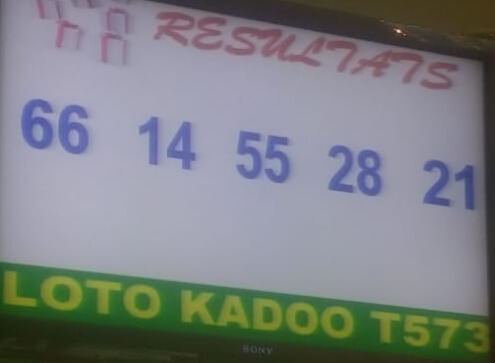 RESULTATS
66 14 55 28 21
LOTO KADOO T573
SONY